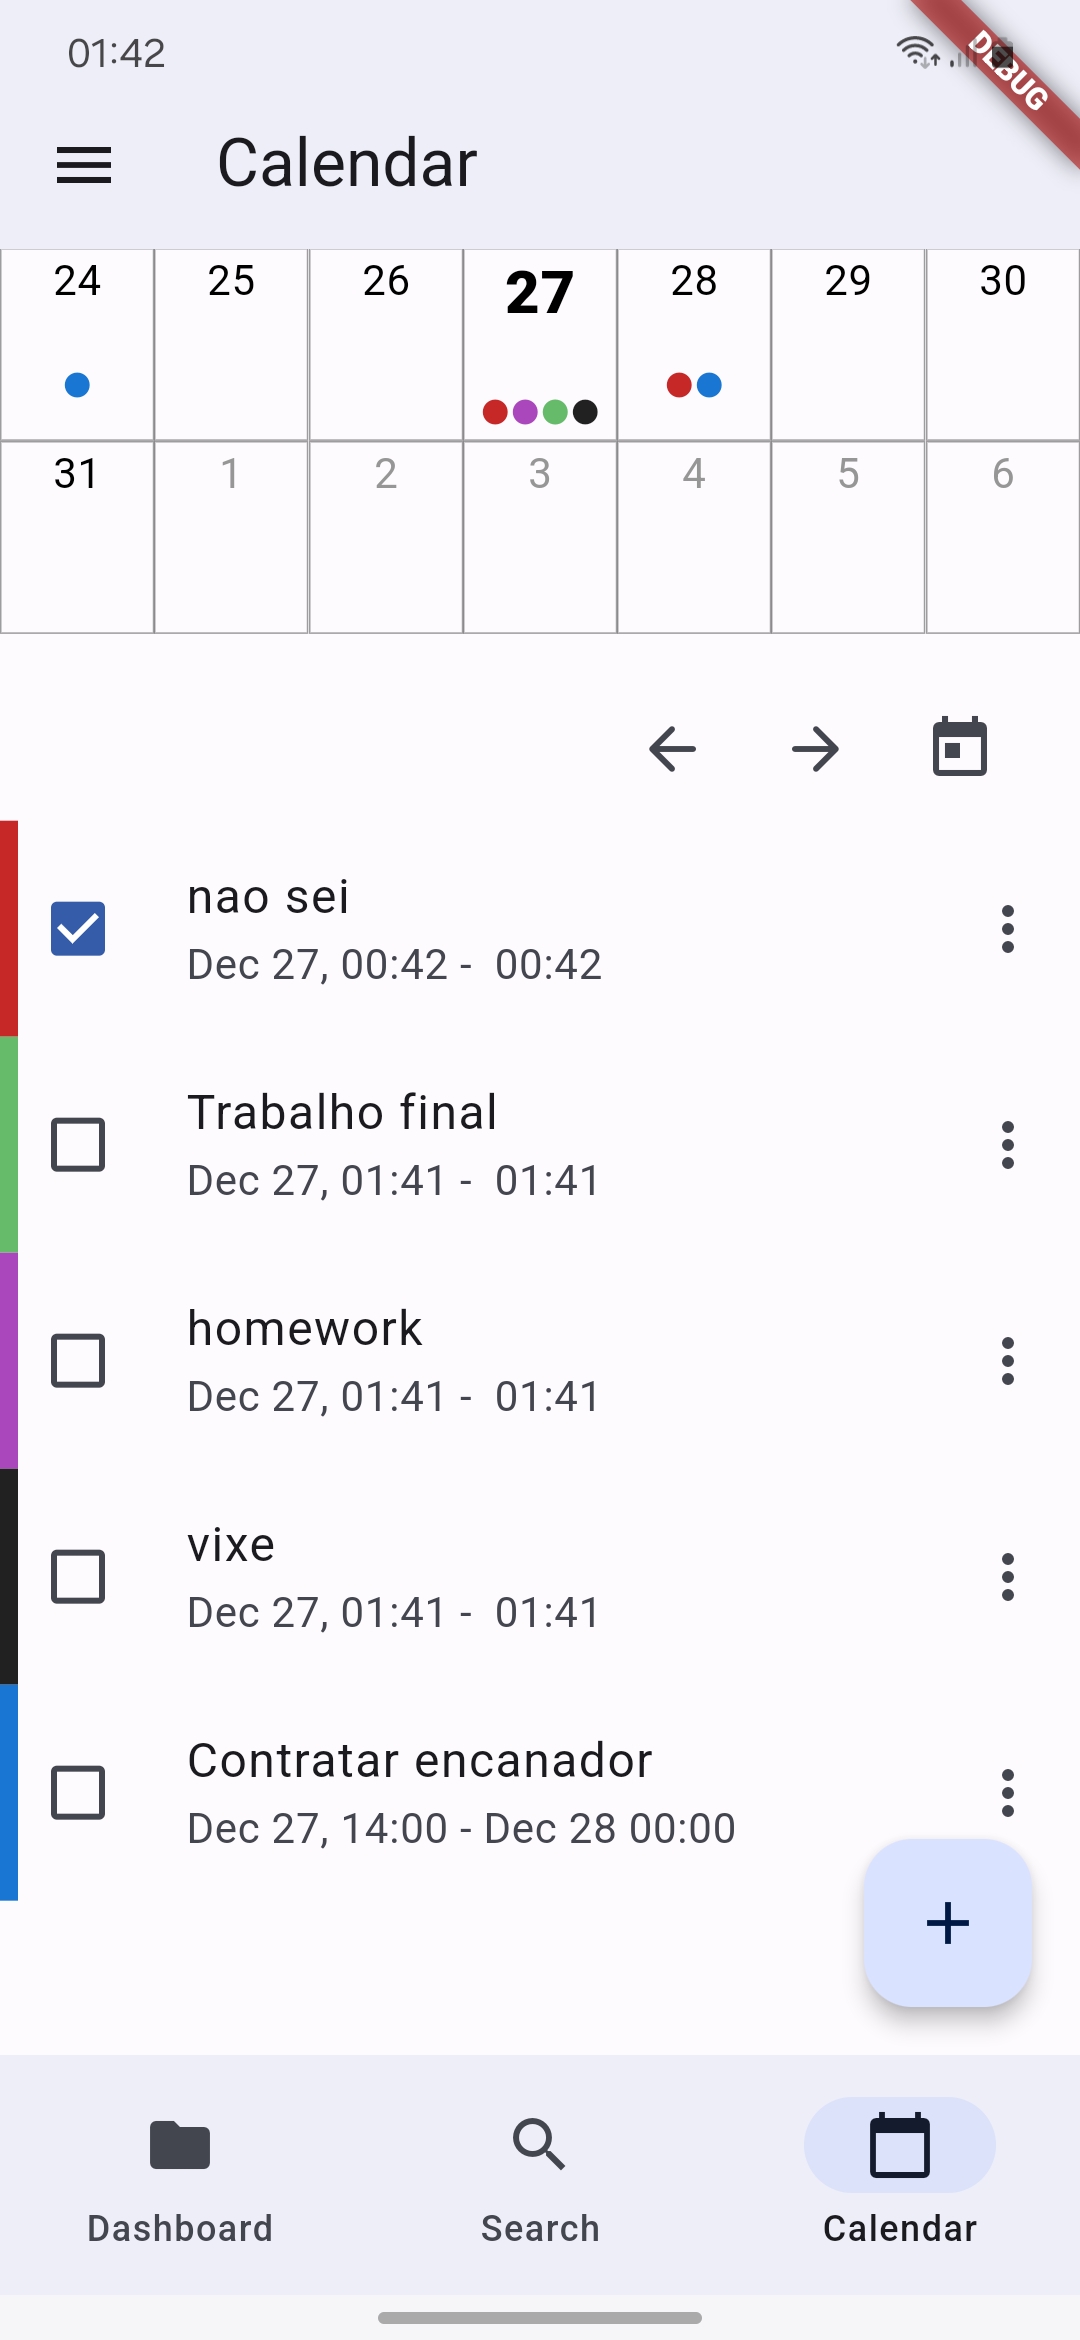 01:42
DEBUG
Calendar
24 25 26 27 28 29 30
31 1 2 3 4 5 6
nao sei
Dec 27, 00:42 -  00:42
Trabalho final
Dec 27, 01:41 -  01:41
homework
Dec 27, 01:41 -  01:41
vixe
Dec 27, 01:41 -  01:41
Contratar encanador
Dec 27, 14:00 - Dec 28 00:00
Dashboard Search Calendar